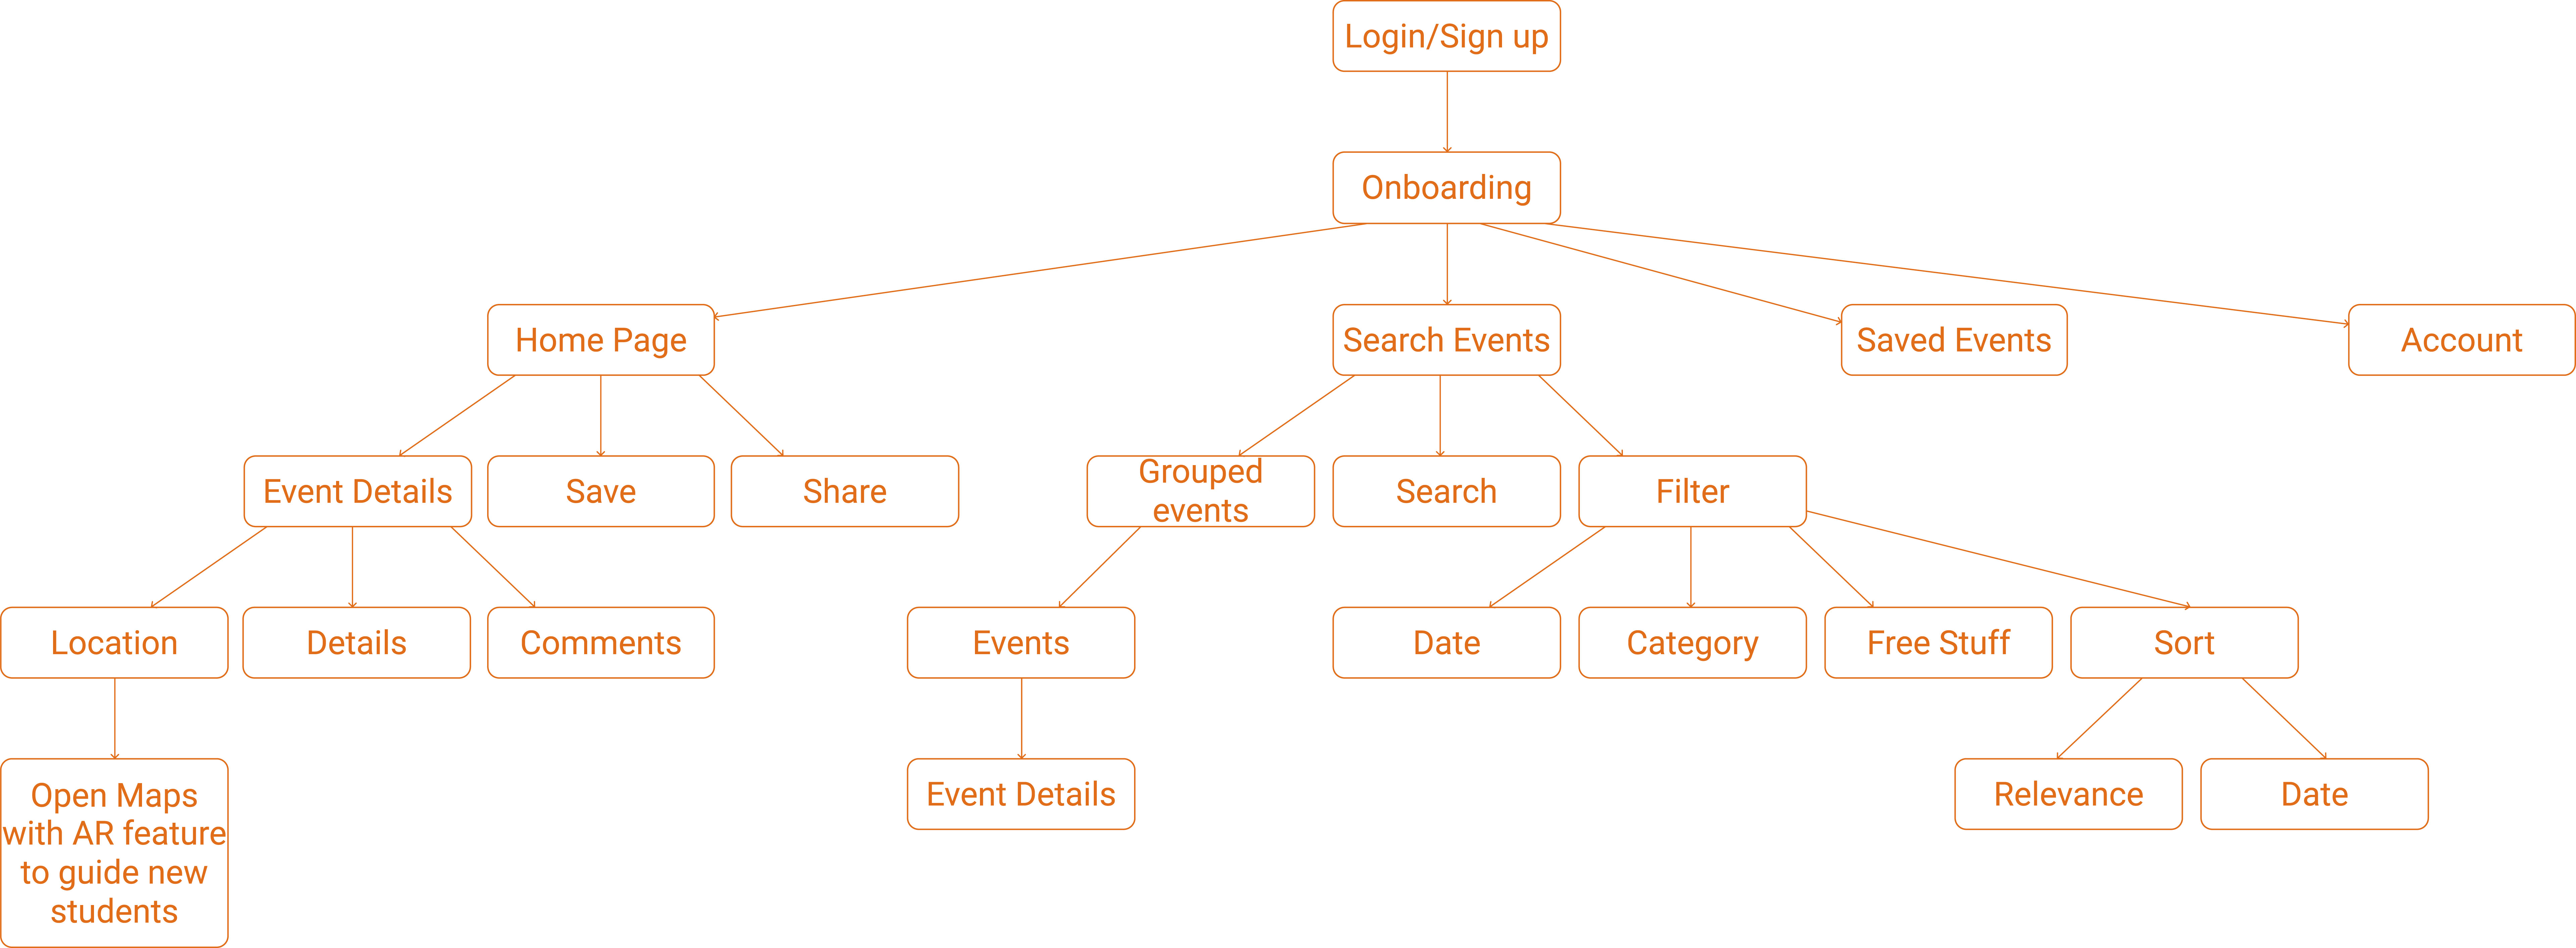 Login/Sign up
Onboarding
Home Page
Search Events
Saved Events
Account
Event Details
Save
Share
Grouped
events
Search
Filter
Location
Details
Comments
Events
Date
Category
Free Stuff
Sort
Open Maps
with AR feature
to guide new
students
Event Details
Relevance
Date